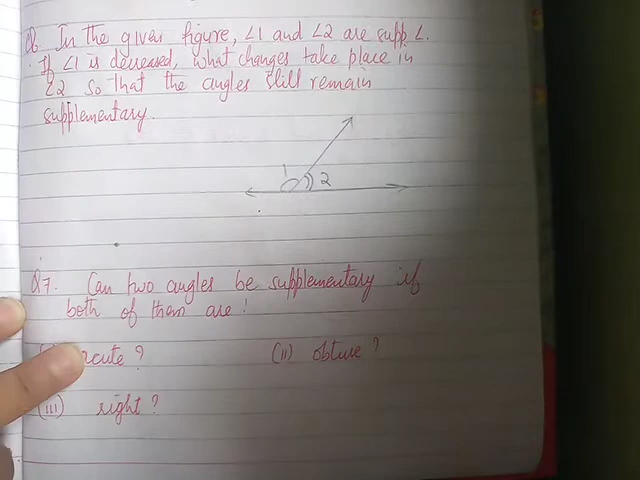 Q6 In the given figure, ∠1 and ∠2 are supp ∠.
If ∠1 is decreased, what changes take place in
∠2 so that the angles still remain
supplementary.
1
2
Q7. Can two angles be supplementary if
both of them are!
acute? (ii) obtuse?
(iii) right?